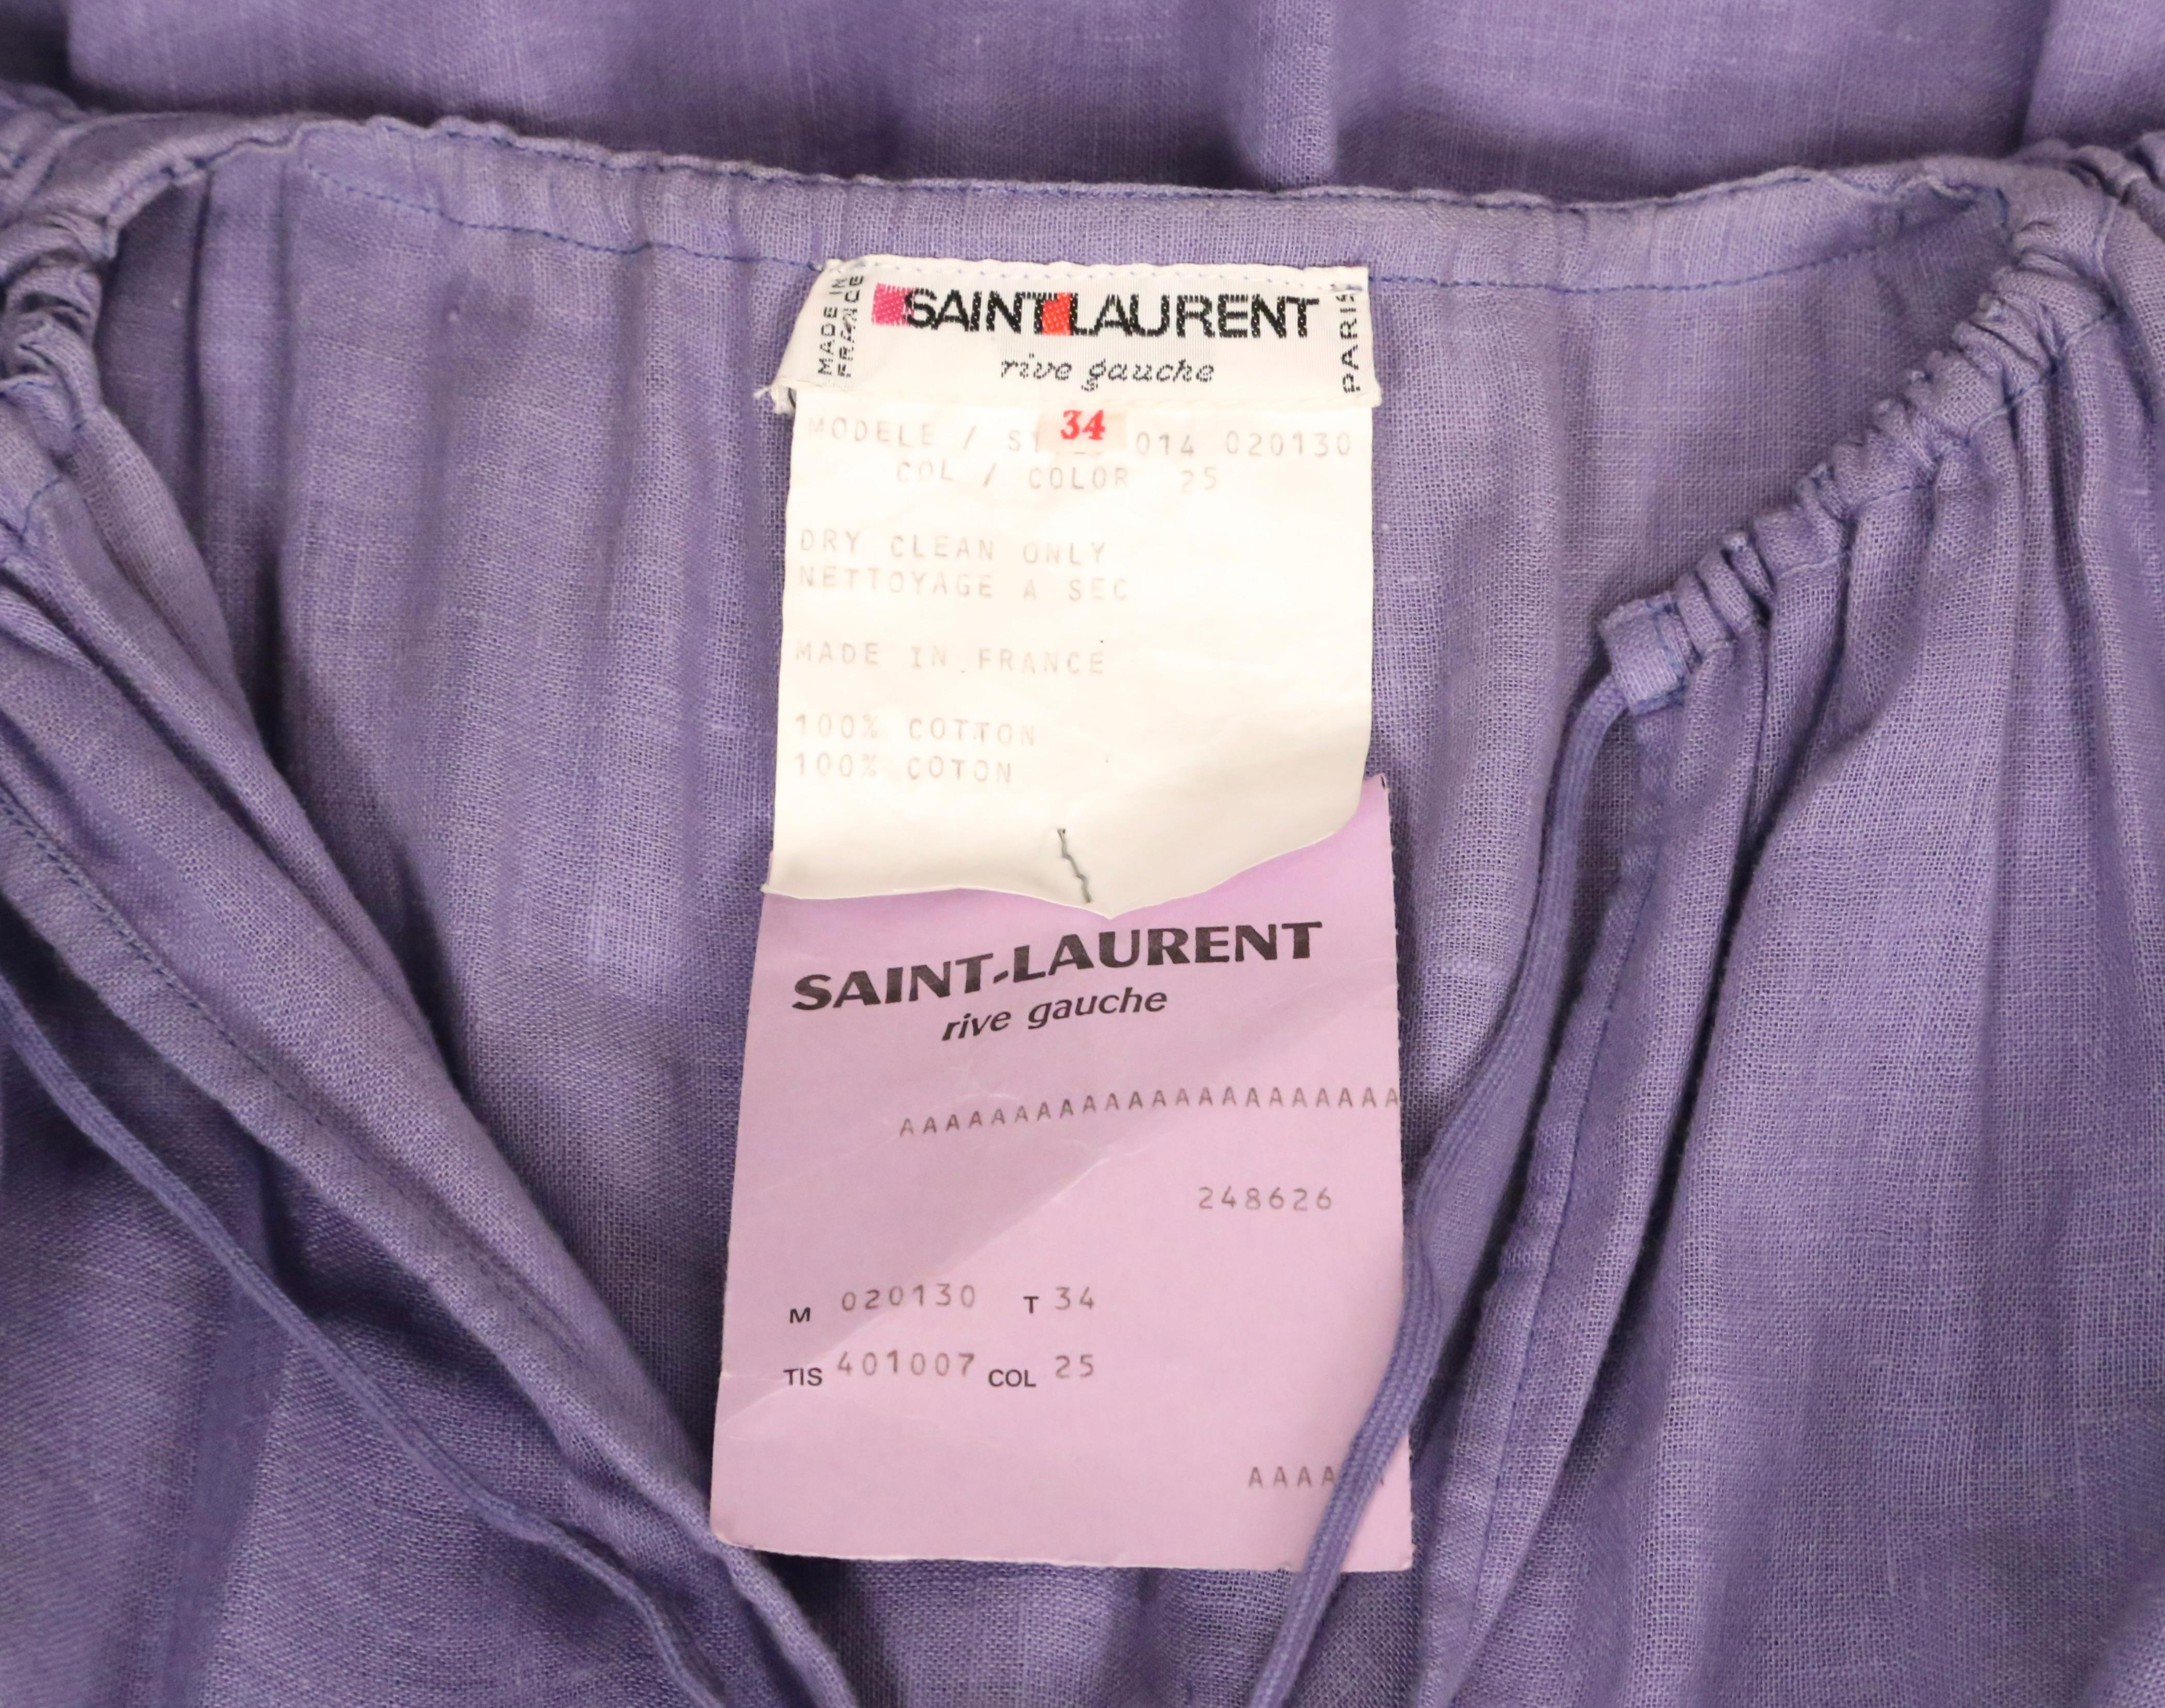 MADE IN
FRANCE
SAINT LAURENT
rive gauche
PARIS
34
MODELE / 014 020130
COL / COLOR 25
DRY CLEAN ONLY
NETTOYAGE A SEC
MADE IN FRANCE
100% COTTON
100% COTON
SAINT-LAURENT
rive gauche
AAAAAAAAAAAAAAAAAAAAAAA
248626
M 020130 T 34
TIS 401007 COL 25
AAAA A